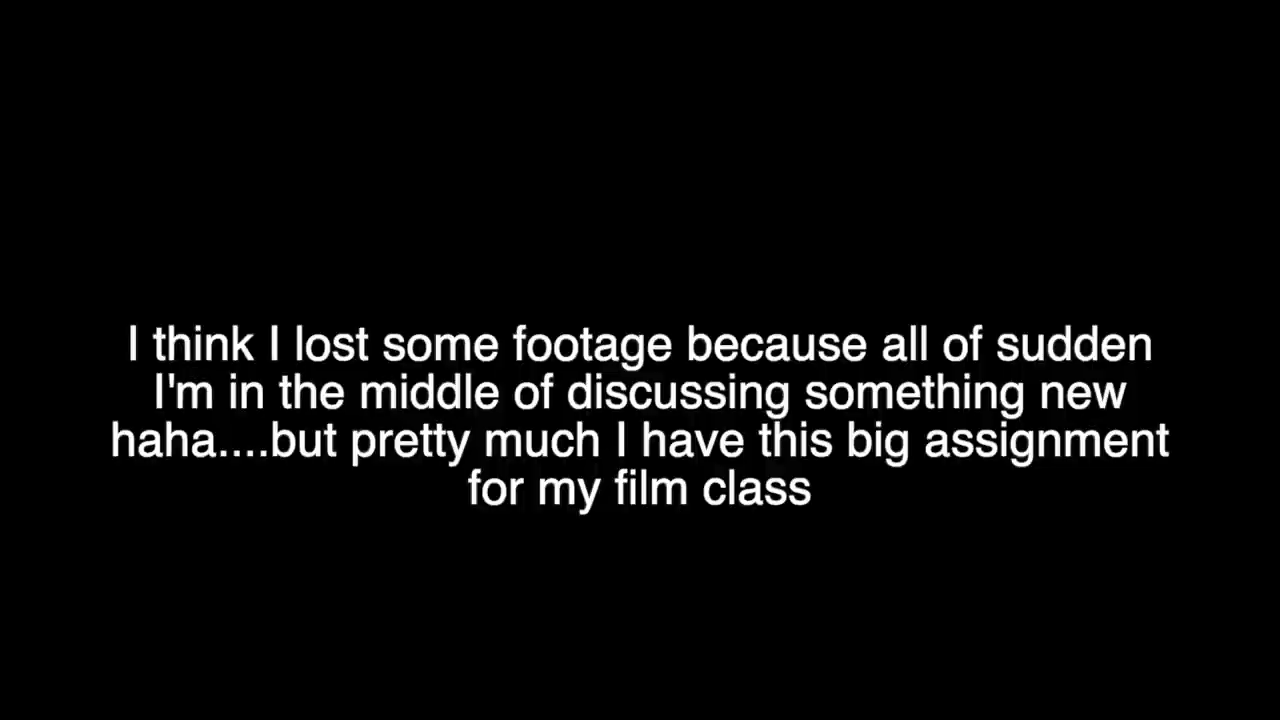 I think I lost some footage because all of sudden
I'm in the middle of discussing something new
haha....but pretty much I have this big assignment
for my film class